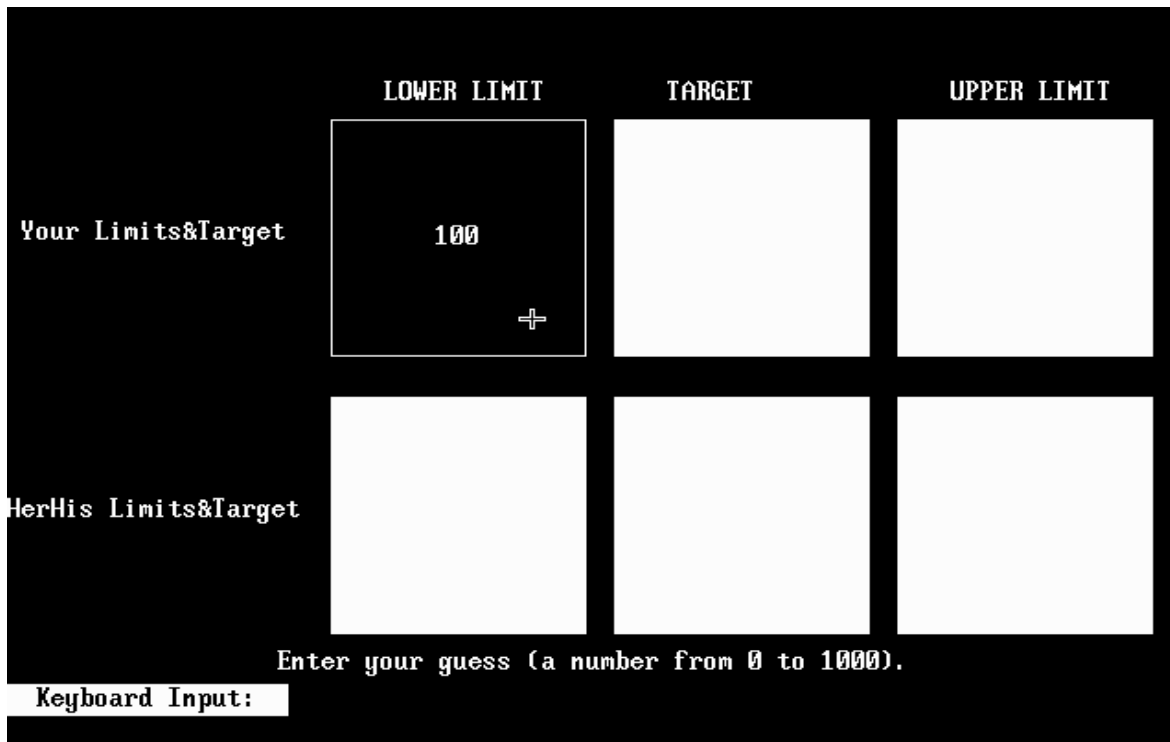 LOWER LIMIT TARGET UPPER LIMIT
Your Limits&Target 100
HerHis Limits&Target
Enter your guess (a number from 0 to 1000).
Keyboard Input: